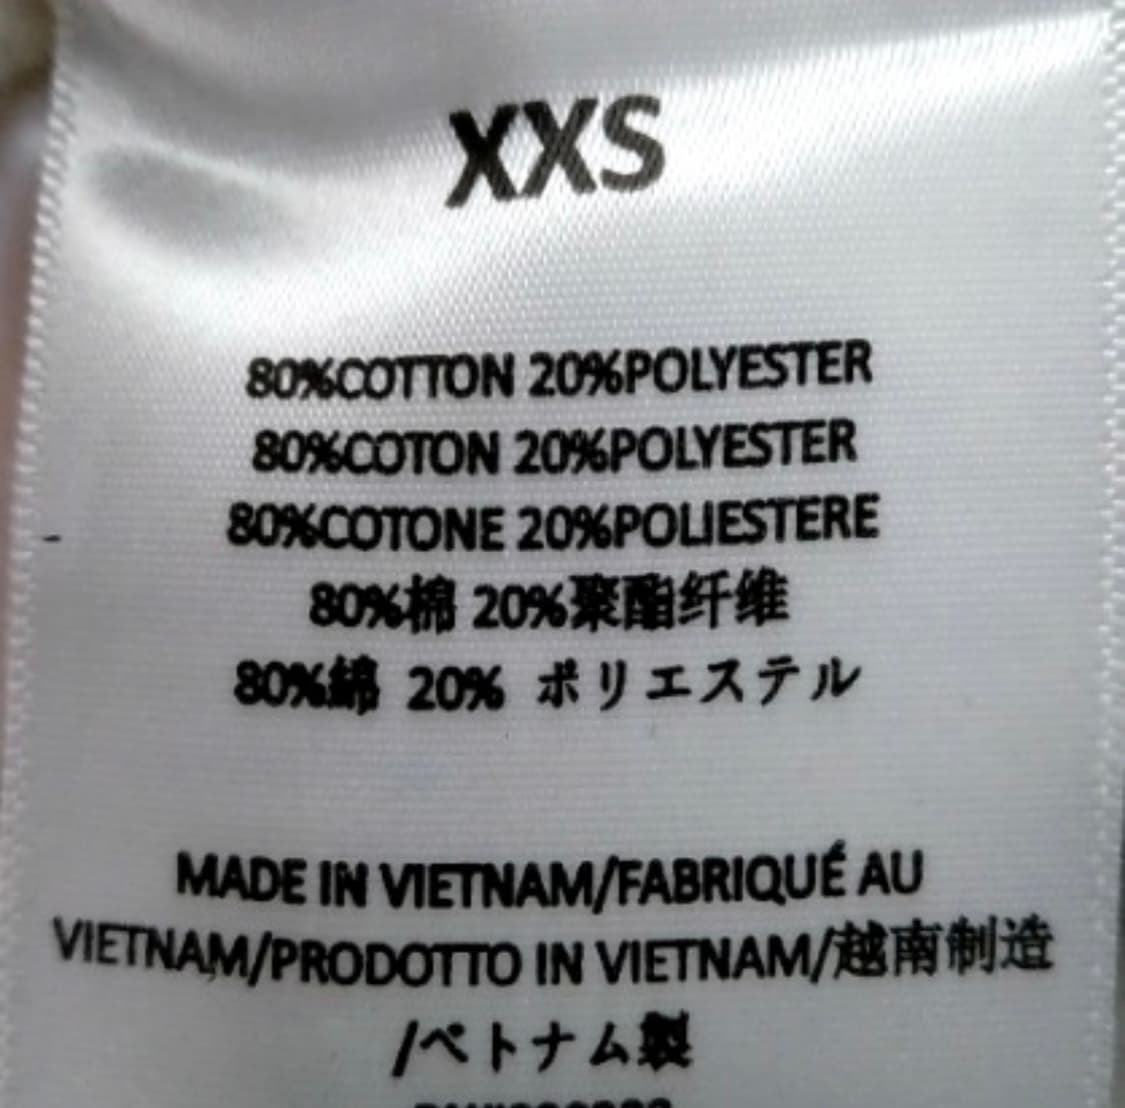 XXS
80%COTTON 20%POLYESTER
80%COTON 20%POLYESTER
80%COTONE 20%POLIESTERE
80%棉 20%聚酯纤维
80%綿 20% ポリエステル
MADE IN VIETNAM/FABRIQUÉ AU
VIETNAM/PRODOTTO IN VIETNAM/越南制造
/ベトナム製